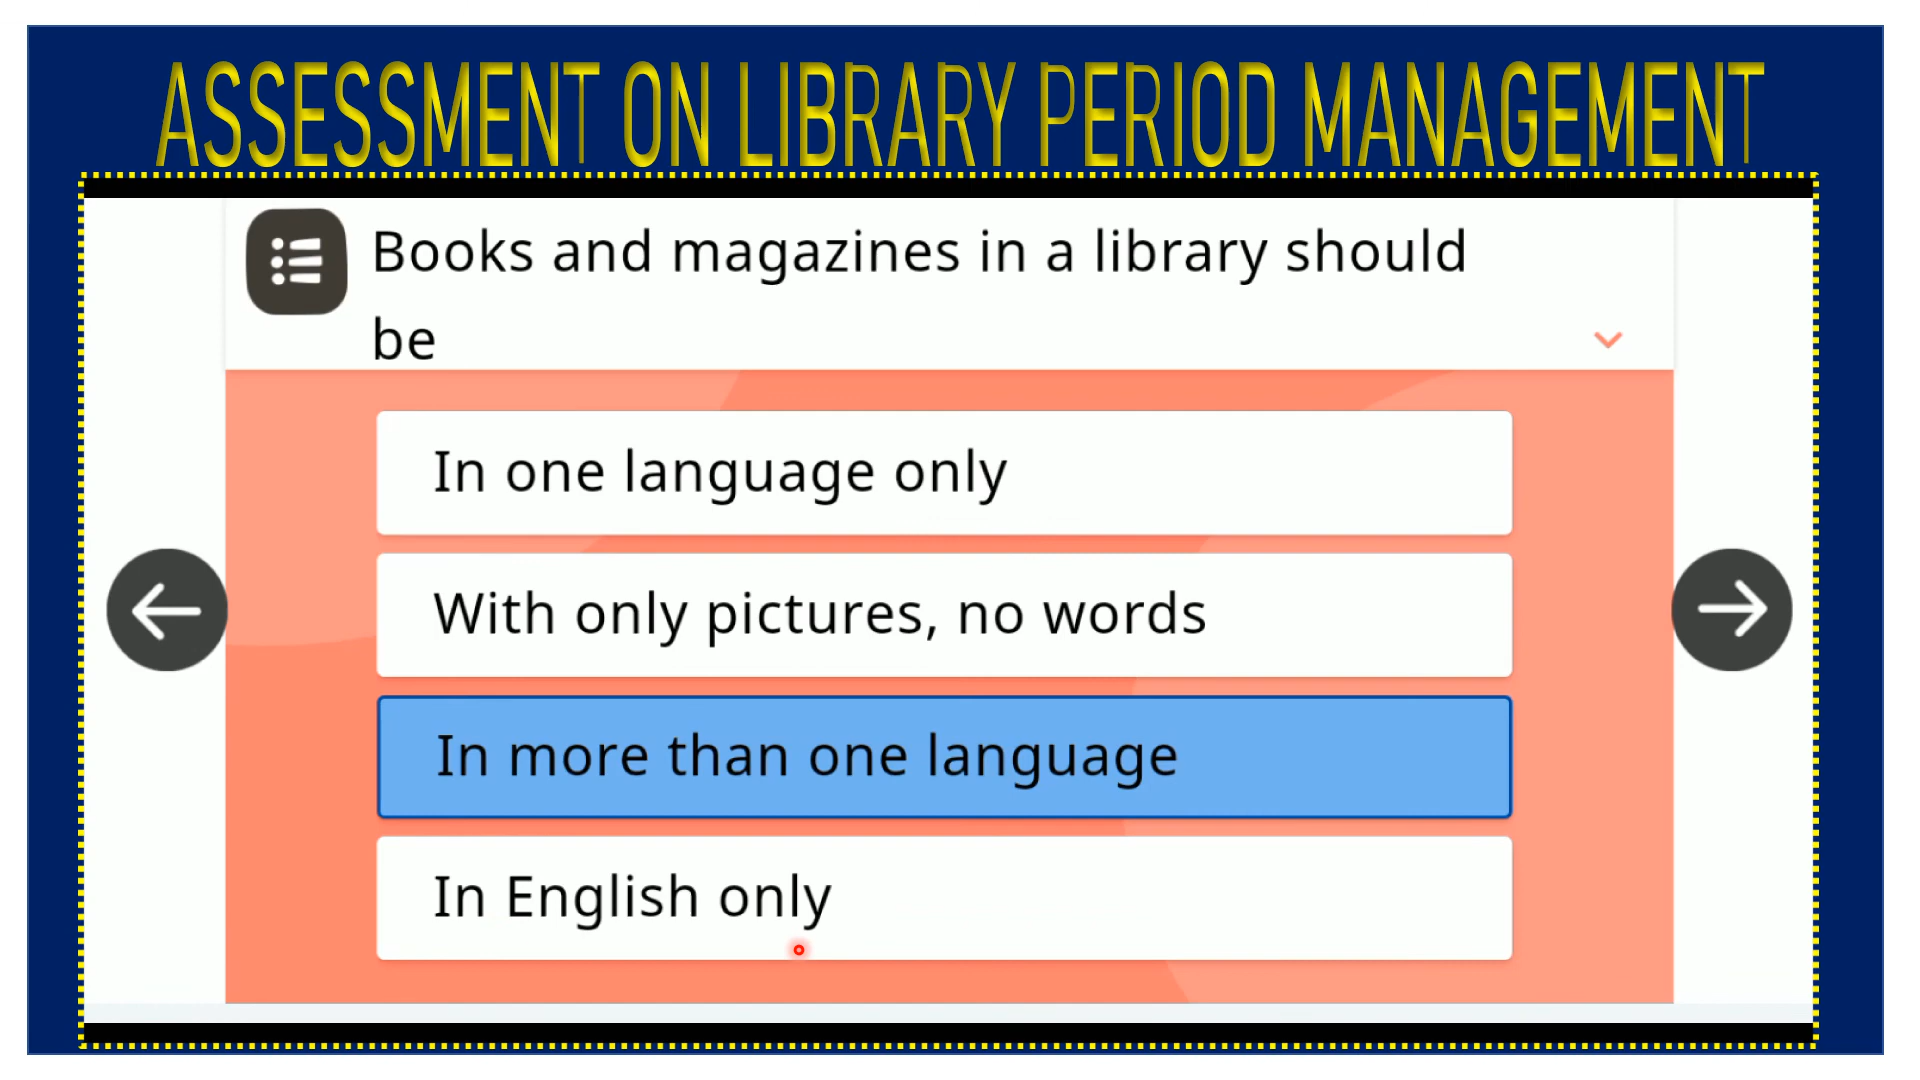 ASSESSMENT ON LIBRARY PERIOD MANAGEMENT
Books and magazines in a library should
be
In one language only
With only pictures, no words
In more than one language
In English only